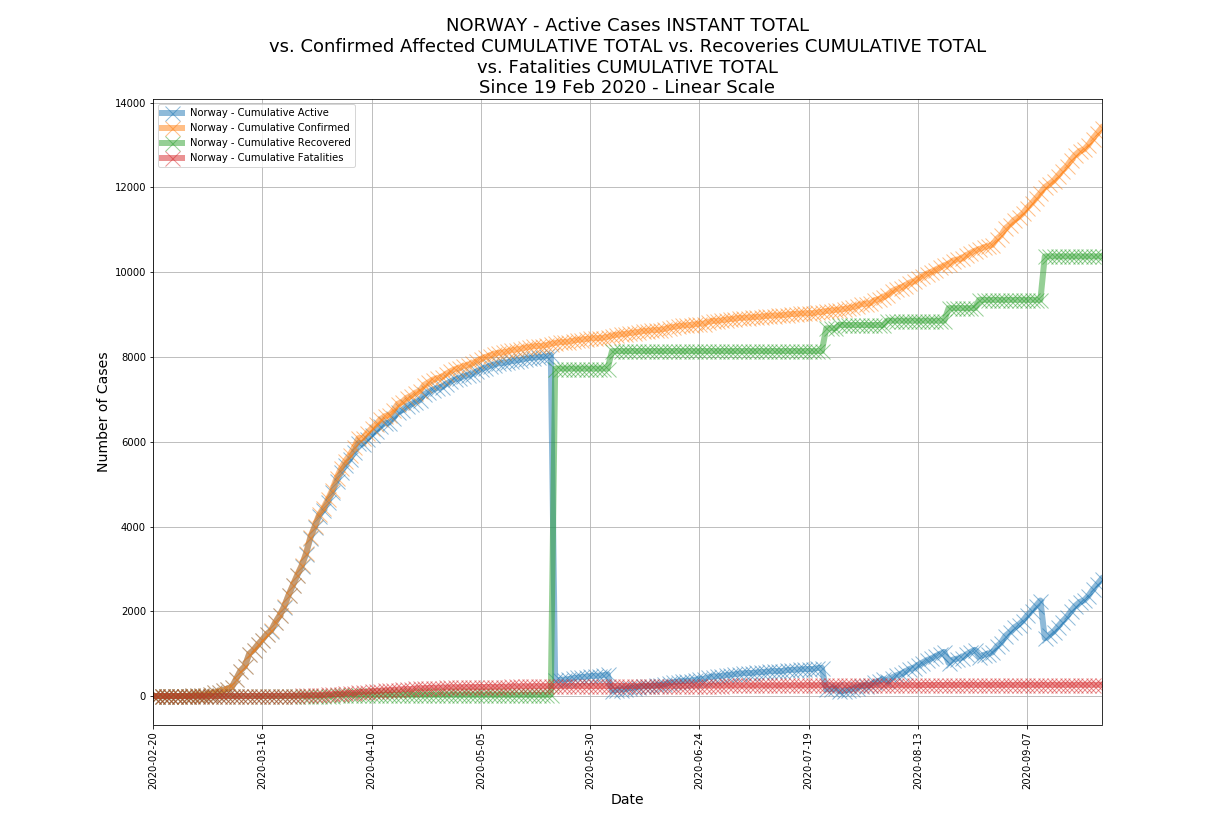 NORWAY - Active Cases INSTANT TOTAL
vs. Confirmed Affected CUMULATIVE TOTAL vs. Recoveries CUMULATIVE TOTAL
vs. Fatalities CUMULATIVE TOTAL
Since 19 Feb 2020 - Linear Scale
Norway - Cumulative Active
Norway - Cumulative Confirmed
Norway - Cumulative Recovered
Norway - Cumulative Fatalities
Number of Cases
14000
12000
10000
8000
6000
4000
2000
0
2020-02-20
2020-03-16
2020-04-10
2020-05-05
2020-05-30
2020-06-24
2020-07-19
2020-08-13
2020-09-07
Date